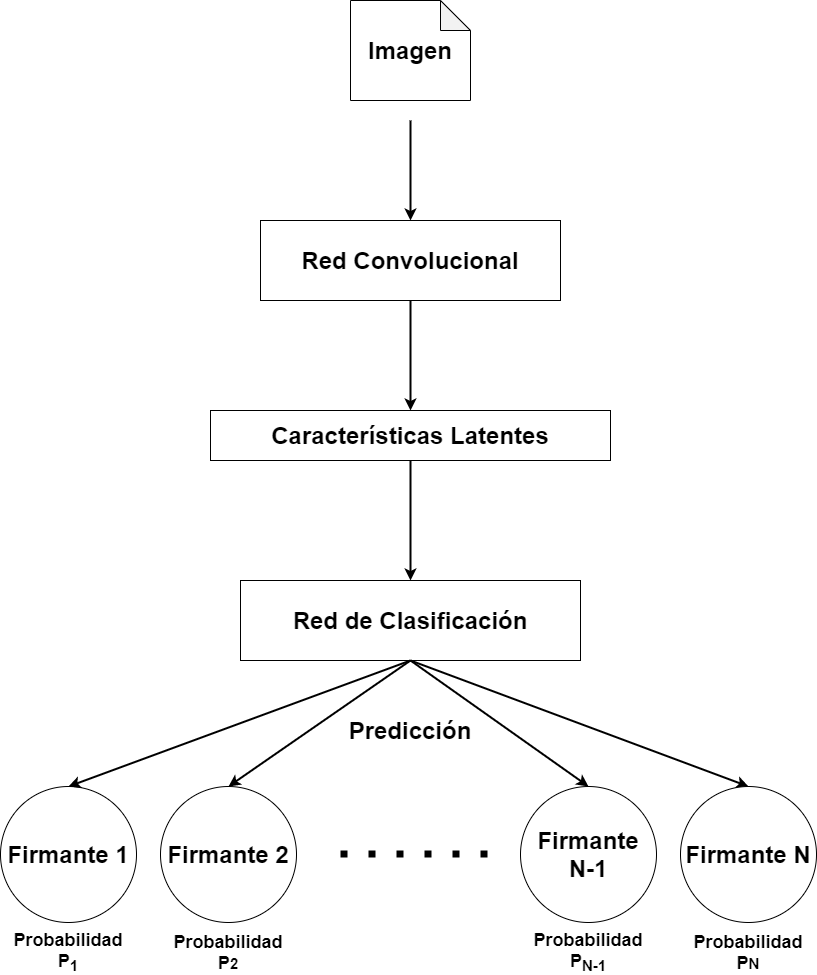 Imagen
Red Convolucional
Características Latentes
Red de Clasificación
Predicción
Firmante 1
Firmante 2
Firmante
N-1
Firmante N
Probabilidad
P1
Probabilidad
P2
Probabilidad
PN-1
Probabilidad
PN